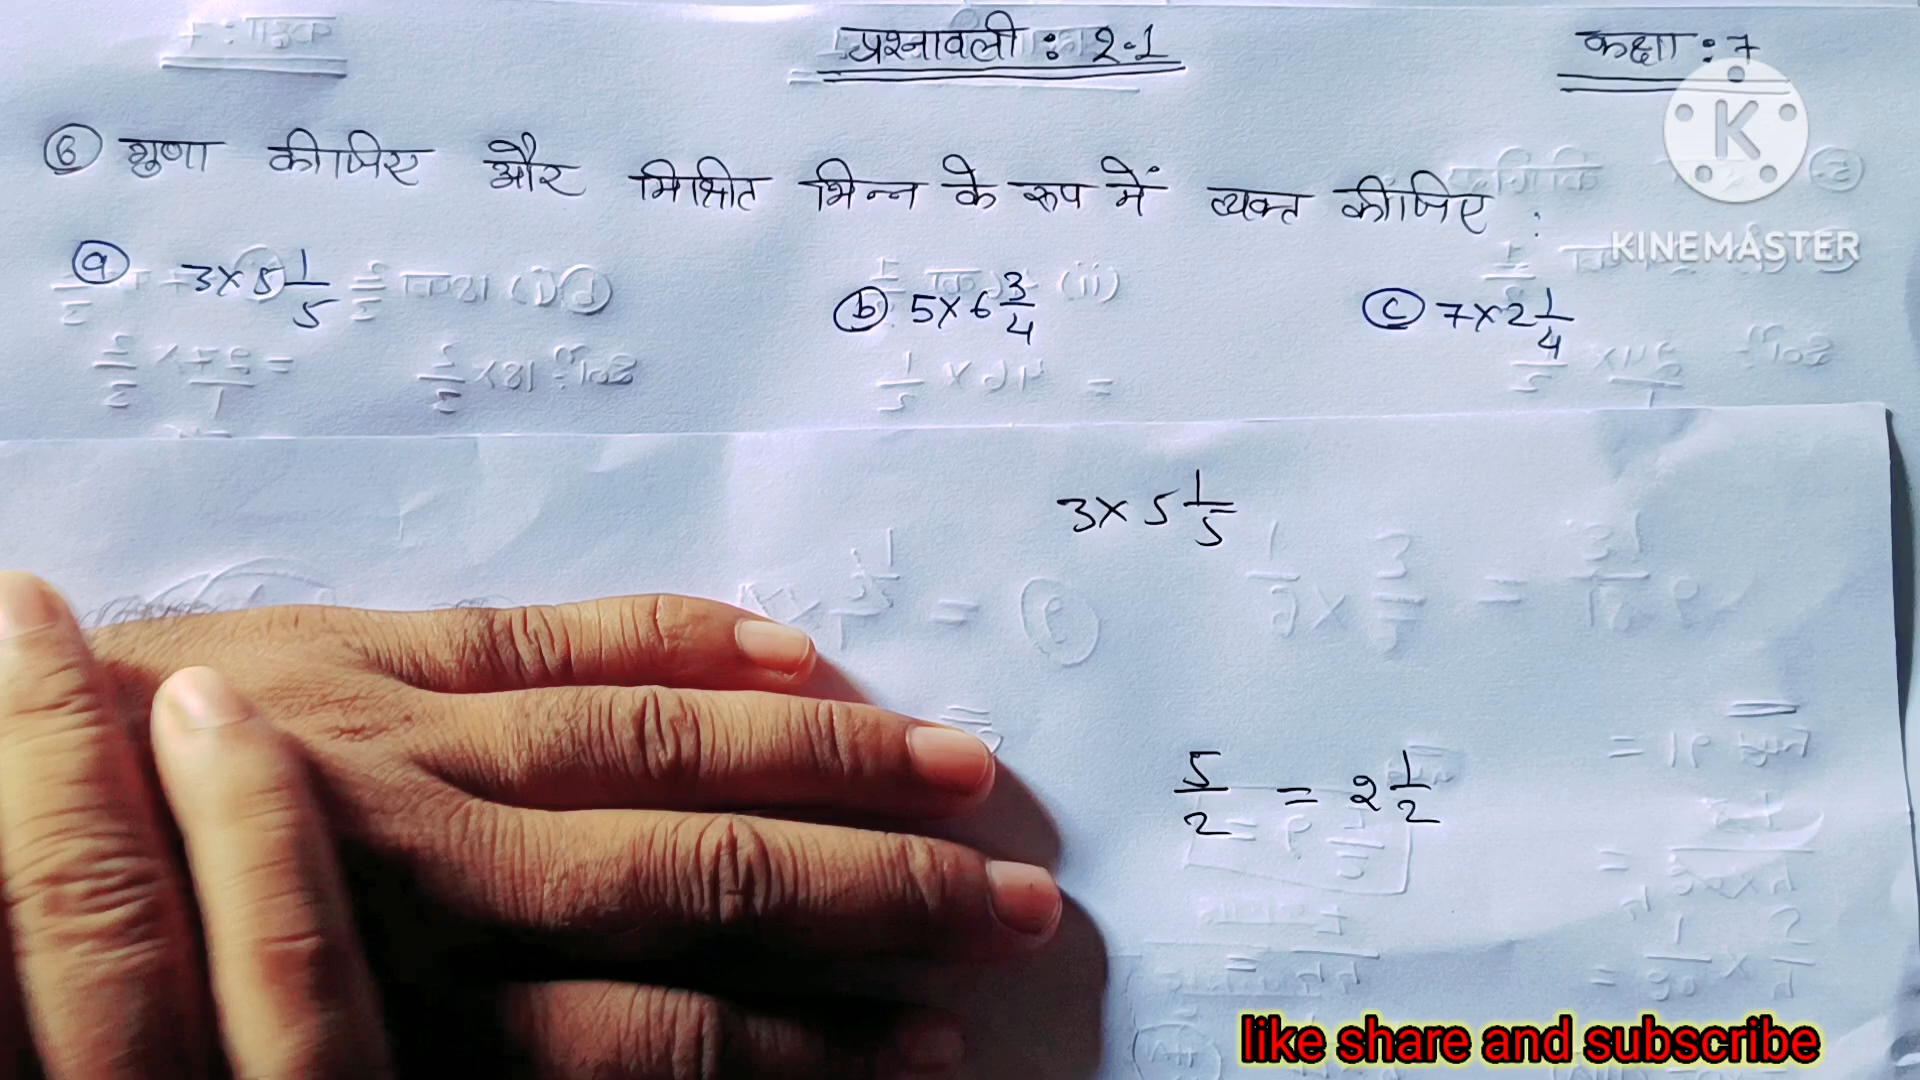 प्रश्नावली : 2.1
कक्षा : 7
K
KINEMASTER
6 गुणा कीजिए और मिश्रित भिन्न के रूप में व्यक्त कीजिए :
a 3 × 5 1/5
b 5 × 6 3/4
c 7 × 2 1/4
3 × 5 1/5
5/2 = 2 1/2
like share and subscribe